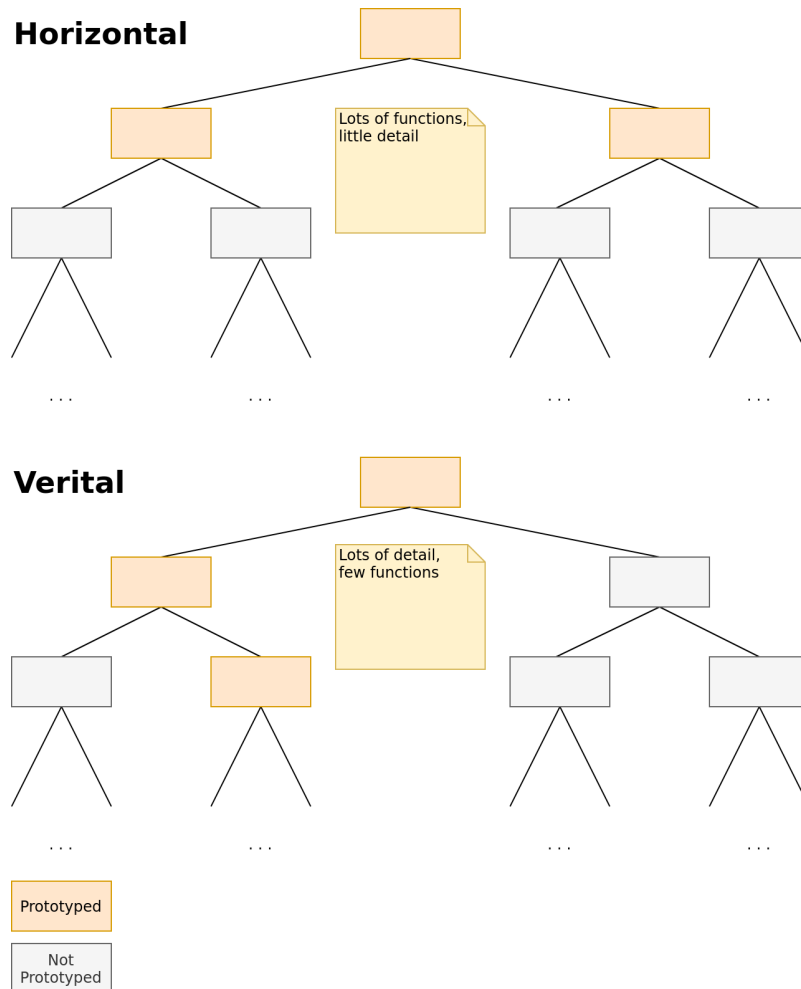 Horizontal
Lots of functions,
little detail
. . .
. . .
. . .
. . .
Verital
Lots of detail,
few functions
. . .
. . .
. . .
. . .
Prototyped
Not
Prototyped